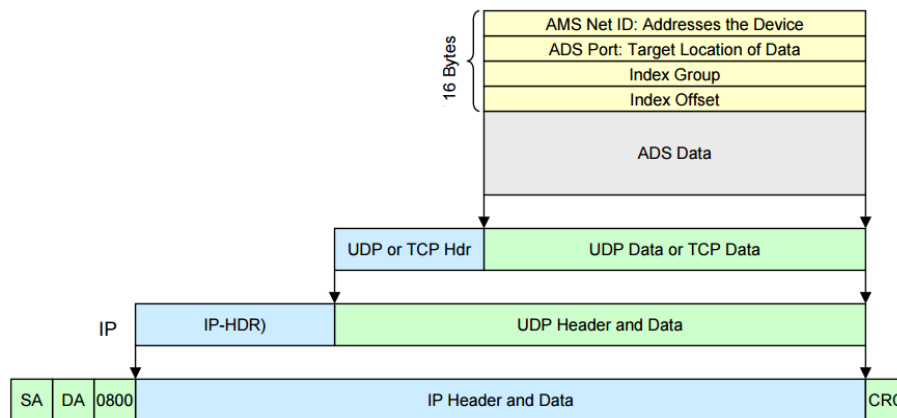 16 Bytes
AMS Net ID: Addresses the Device
ADS Port: Target Location of Data
Index Group
Index Offset
ADS Data
UDP or TCP Hdr
UDP Data or TCP Data
IP
IP-HDR)
UDP Header and Data
SA
DA
0800
IP Header and Data
CRC